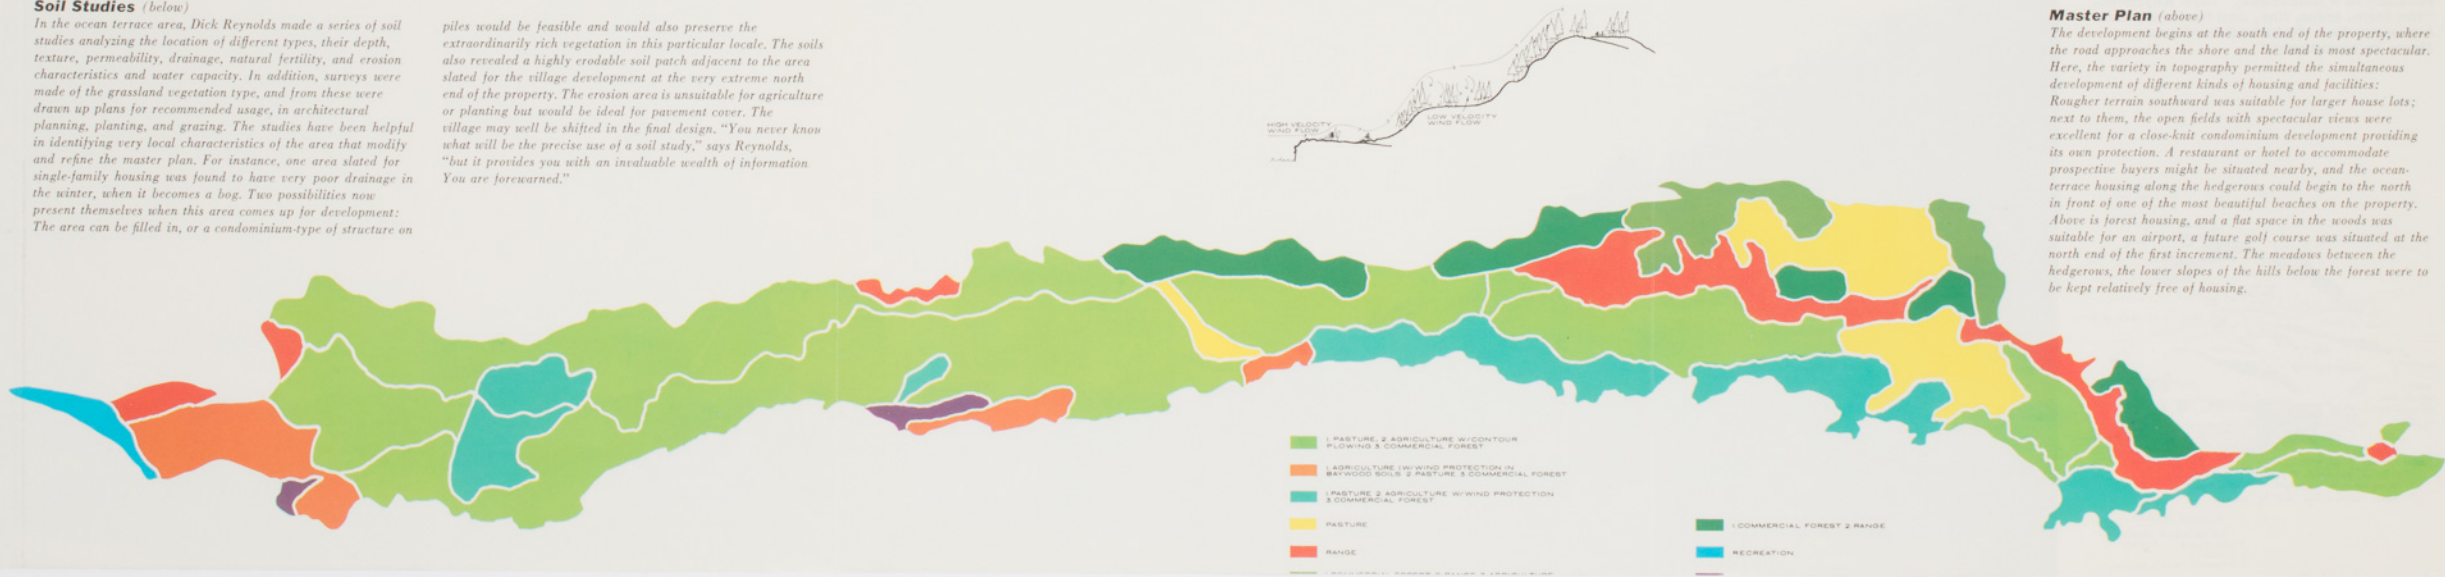 Soil Studies (below)
In the ocean terrace area, Dick Reynolds made a series of soil
studies analyzing the location of different types, their depth,
texture, permeability, drainage, natural fertility, and erosion
characteristics and water capacity. In addition, surveys were
made of the grassland vegetation type, and from these were
drawn up plans for recommended usage, in architectural
planning, planting, and grazing. The studies have been helpful
in identifying very local characteristics of the area that modify
and refine the master plan. For instance, one area slated for
single-family housing was found to have very poor drainage in
the winter, when it becomes a bog. Two possibilities now
present themselves when this area comes up for development:
The area can be filled in, or a condominium-type of structure on
piles would be feasible and would also preserve the
extraordinarily rich vegetation in this particular locale. The soils
also revealed a highly erodable soil patch adjacent to the area
slated for the village development at the very extreme north
end of the property. The erosion area is unsuitable for agriculture
or planting but would be ideal for pavement cover. The
village may well be shifted in the final design. “You never know
what will be the precise use of a soil study,” says Reynolds,
“but it provides you with an invaluable wealth of information
You are forewarned.”
HIGH VELOCITY
WIND FLOW
LOW VELOCITY
WIND FLOW
Master Plan (above)
The development begins at the south end of the property, where
the road approaches the shore and the land is most spectacular.
Here, the variety in topography permitted the simultaneous
development of different kinds of housing and facilities:
Rougher terrain southward was suitable for larger house lots;
next to them, the open fields with spectacular views were
excellent for a close-knit condominium development providing
its own protection. A restaurant or hotel to accommodate
prospective buyers might be situated nearby, and the ocean-
terrace housing along the hedgerows could begin to the north
in front of one of the most beautiful beaches on the property.
Above is forest housing, and a flat space in the woods was
suitable for an airport, a future golf course was situated at the
north end of the first increment. The meadows between the
hedgerows, the lower slopes of the hills below the forest were to
be kept relatively free of housing.
1. PASTURE, 2. AGRICULTURE W/CONTOUR
PLOWING 3. COMMERCIAL FOREST
1. AGRICULTURE (W/WIND PROTECTION IN
BAYWOOD SOILS 2. PASTURE 3. COMMERCIAL FOREST
1. PASTURE 2. AGRICULTURE W/WIND PROTECTION
3. COMMERCIAL FOREST
PASTURE
RANGE
1. COMMERCIAL FOREST 2. RANGE
RECREATION